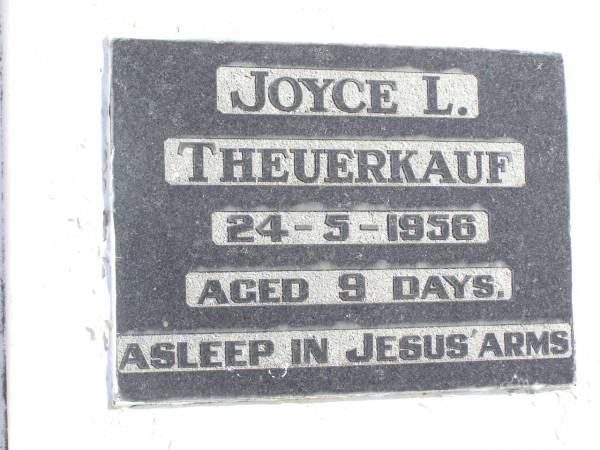 JOYCE L.
THEUERKAUF
24-5-1956
AGED 9 DAYS.
ASLEEP IN JESUS' ARMS